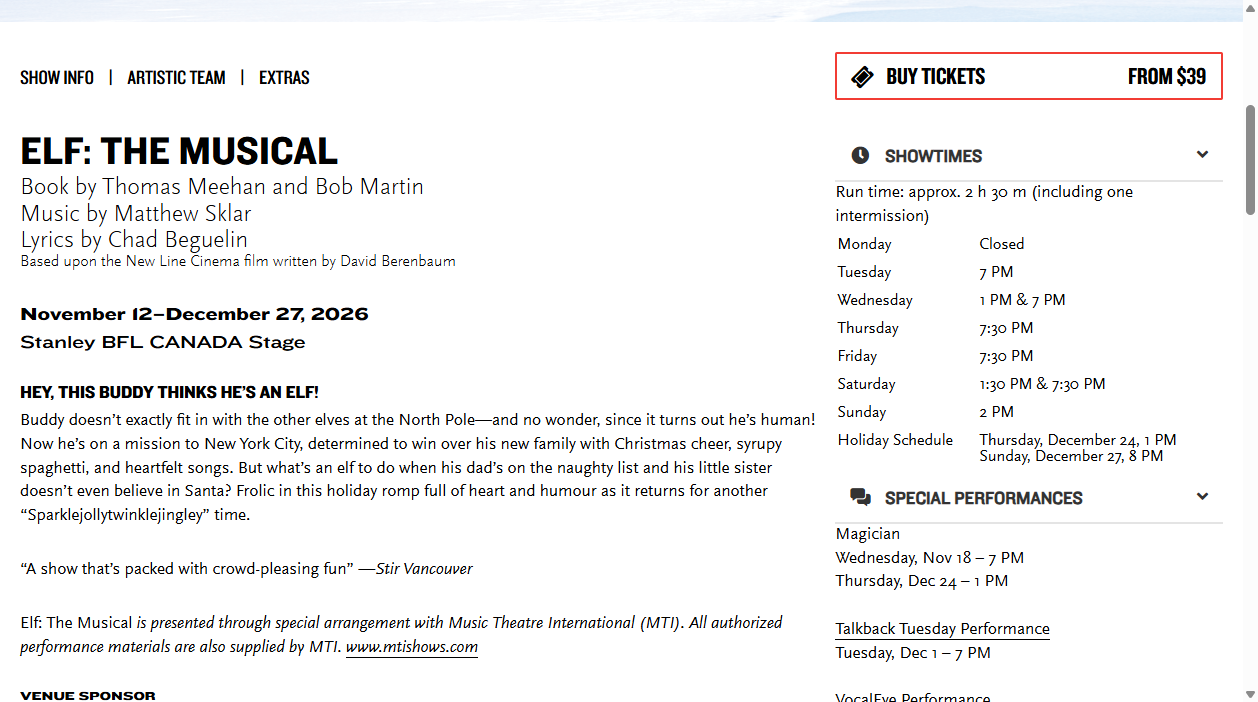 SHOW INFO | ARTISTIC TEAM | EXTRAS
ELF: THE MUSICAL
Book by Thomas Meehan and Bob Martin
Music by Matthew Sklar
Lyrics by Chad Beguelin
Based upon the New Line Cinema film written by David Berenbaum
November 12–December 27, 2026
Stanley BFL CANADA Stage
HEY, THIS BUDDY THINKS HE’S AN ELF!
Buddy doesn’t exactly fit in with the other elves at the North Pole—and no wonder, since it turns out he’s human!
Now he’s on a mission to New York City, determined to win over his new family with Christmas cheer, syrupy
spaghetti, and heartfelt songs. But what’s an elf to do when his dad’s on the naughty list and his little sister
doesn’t even believe in Santa? Frolic in this holiday romp full of heart and humour as it returns for another
“Sparklejollytwinklejingley” time.
“A show that’s packed with crowd-pleasing fun” —Stir Vancouver
Elf: The Musical is presented through special arrangement with Music Theatre International (MTI). All authorized
performance materials are also supplied by MTI. www.mtishows.com
VENUE SPONSOR
BUY TICKETS FROM $39
SHOWTIMES
Run time: approx. 2 h 30 m (including one
intermission)
Monday Closed
Tuesday 7 PM
Wednesday 1 PM & 7 PM
Thursday 7:30 PM
Friday 7:30 PM
Saturday 1:30 PM & 7:30 PM
Sunday 2 PM
Holiday Schedule Thursday, December 24, 1 PM
Sunday, December 27, 8 PM
SPECIAL PERFORMANCES
Magician
Wednesday, Nov 18 – 7 PM
Thursday, Dec 24 – 1 PM
Talkback Tuesday Performance
Tuesday, Dec 1 – 7 PM
VocalEye Performance